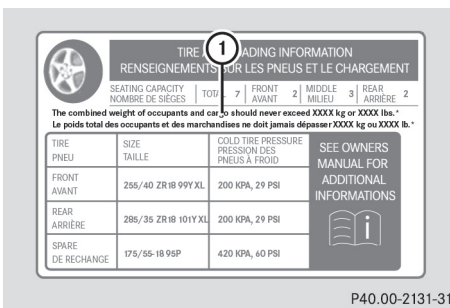 1
TIRE AND LOADING INFORMATION
RENSEIGNEMENTS SUR LES PNEUS ET LE CHARGEMENT
SEATING CAPACITY
NOMBRE DE SIÈGES
TOTAL 7
FRONT
AVANT 2
MIDDLE
MILIEU 3
REAR
ARRIÈRE 2
The combined weight of occupants and cargo should never exceed XXXX kg or XXXX lbs.*
Le poids total des occupants et des marchandises ne doit jamais dépasser XXXX kg ou XXXX lb.*
TIRE
PNEU
SIZE
TAILLE
COLD TIRE PRESSURE
PRESSION DES
PNEUS À FROID
FRONT
AVANT
255/40 ZR18 99Y XL
200 KPA, 29 PSI
REAR
ARRIÈRE
285/35 ZR18 101Y XL
200 KPA, 29 PSI
SPARE
DE RECHANGE
175/55-18 95P
420 KPA, 60 PSI
SEE OWNERS
MANUAL FOR
ADDITIONAL
INFORMATIONS
i
P40.00-2131-31